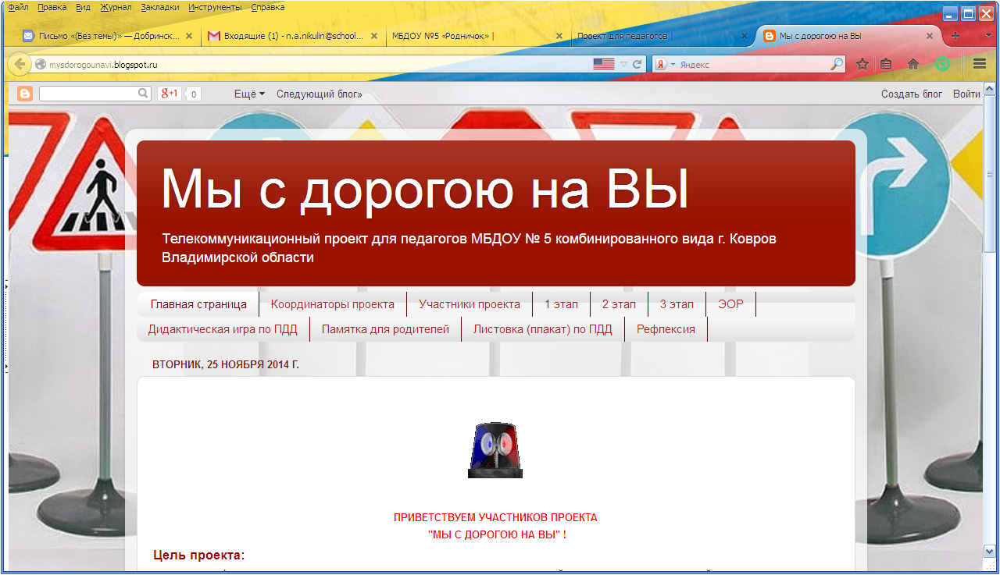 Файл Правка Вид Журнал Закладки Инструменты Справка
Письмо «(Без темы)» — Добринск... Входящие (1) - n.a.nikulin@school... МБДОУ №5 «Родничок» | Проект для педагогов | Мы с дорогою на ВЫ
mysdorogounavi.blogspot.ru Яндекс
g+1 0 Ещё Следующий блог» Создать блог Войти
Мы с дорогою на ВЫ
Телекоммуникационный проект для педагогов МБДОУ № 5 комбинированного вида г. Ковров
Владимирской области
Главная страница Координаторы проекта Участники проекта 1 этап 2 этап 3 этап ЭОР
Дидактическая игра по ПДД Памятка для родителей Листовка (плакат) по ПДД Рефлексия
ВТОРНИК, 25 НОЯБРЯ 2014 Г.
ПРИВЕТСТВУЕМ УЧАСТНИКОВ ПРОЕКТА
"МЫ С ДОРОГОЮ НА ВЫ" !
Цель проекта: